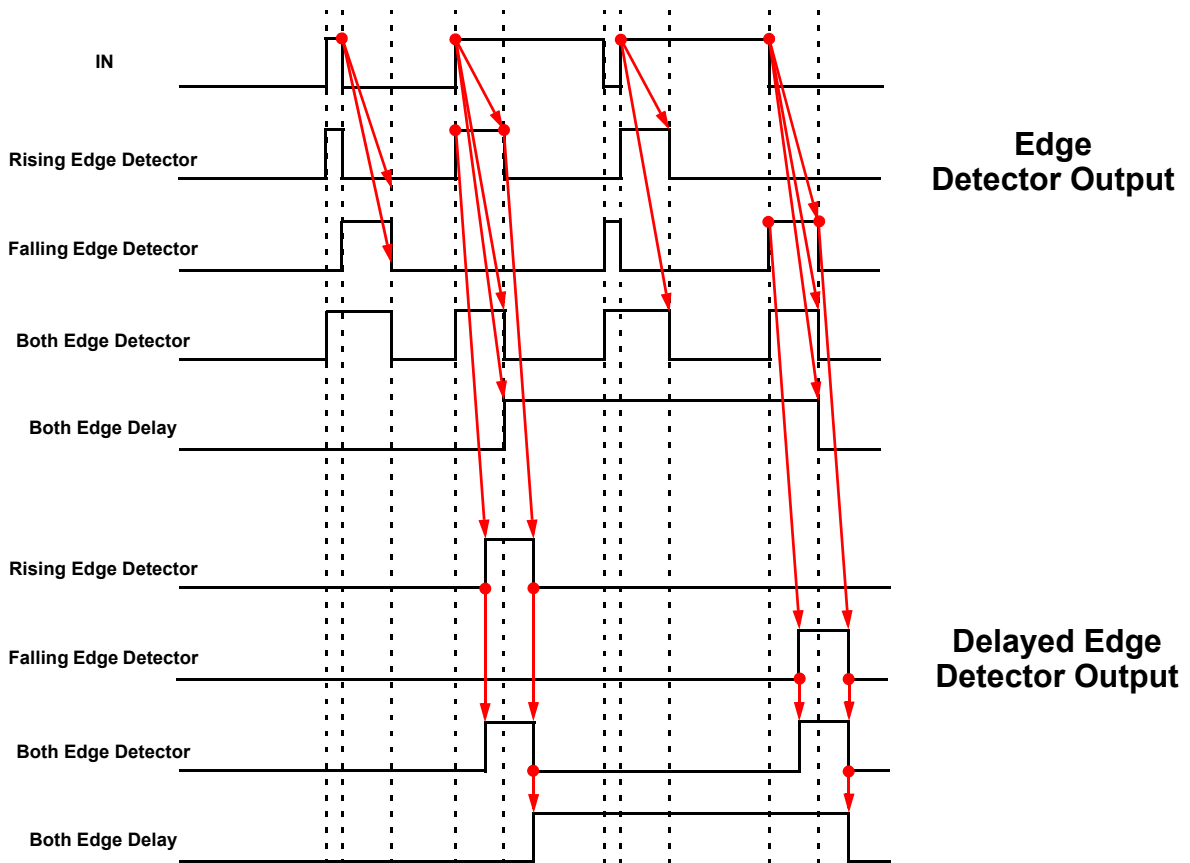 IN
Rising Edge Detector
Edge
Detector Output
Falling Edge Detector
Both Edge Detector
Both Edge Delay
Rising Edge Detector
Falling Edge Detector
Delayed Edge
Detector Output
Both Edge Detector
Both Edge Delay